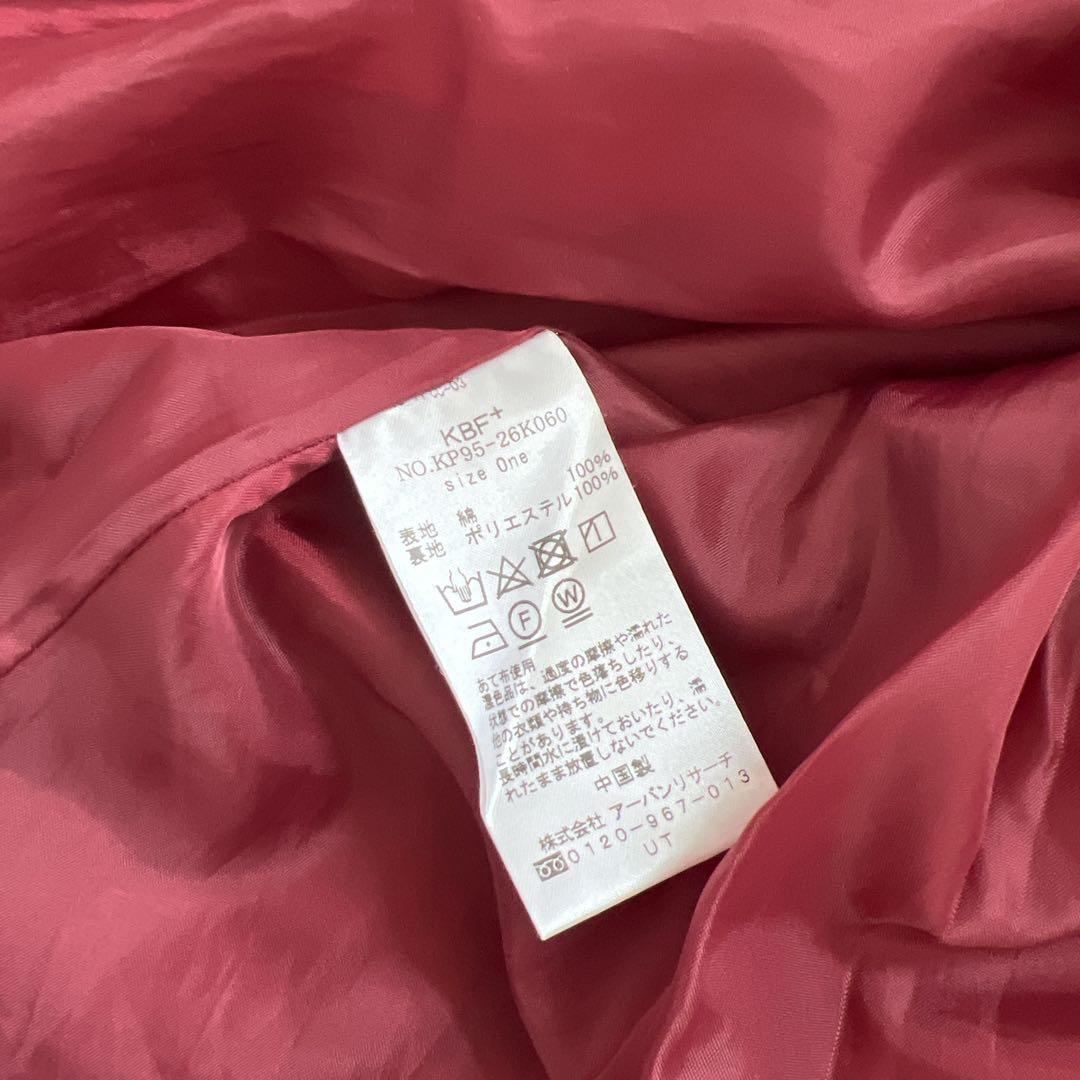 KBF+
NO.KP95-26K060
size One
表地 綿 100%
裏地 ポリエステル100%
F W
あて布使用
濃色品は、過度の摩擦や濡れた
状態での摩擦で色落ちしたり、
他の衣類や持ち物に色移りする
ことがあります。
長時間水に漬けておいたり、濡
れたまま放置しないでください。
中国製
株式会社 アーバンリサーチ
0120-967-013
UT